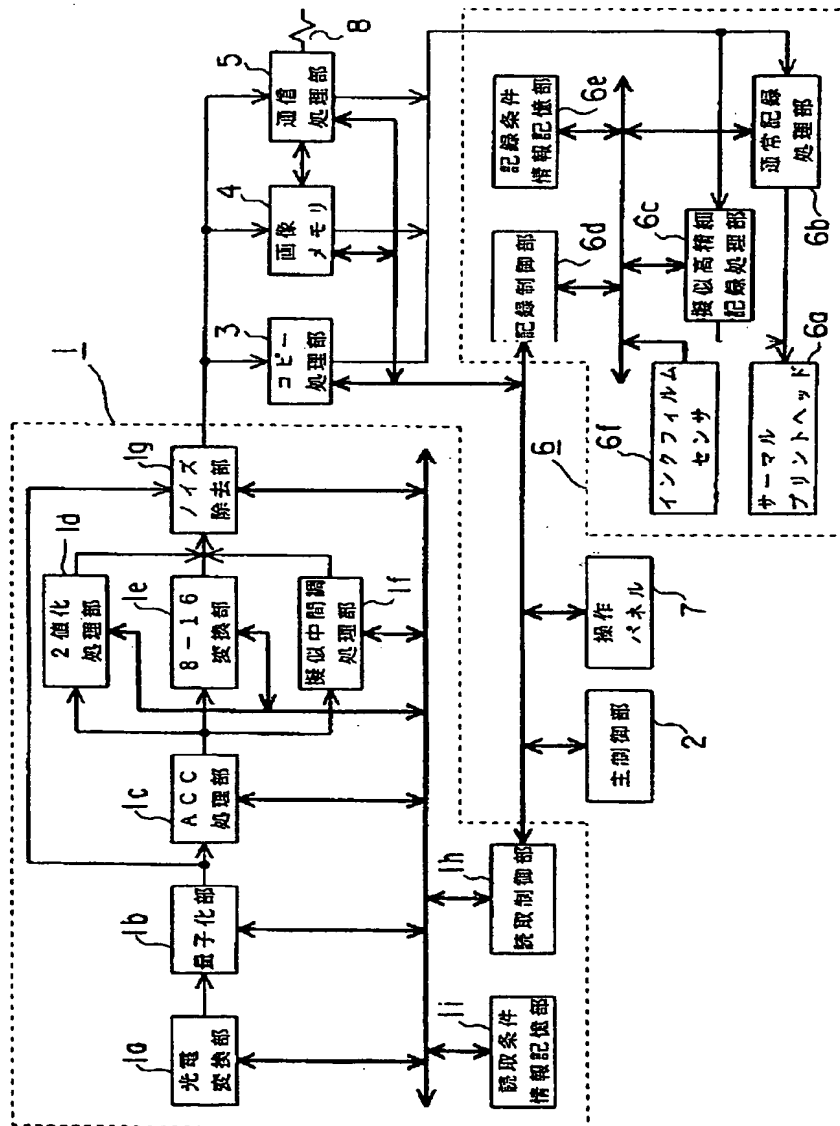 1
1a
光電
変換部
1b
量子化部
1c
ACC
処理部
1d
2値化
処理部
1e
8-16
変換部
1f
擬似中間調
処理部
1g
ノイズ
除去部
1h
読取制御部
1i
読取条件
情報記憶部
2
主制御部
7
操作
パネル
3
コピー
処理部
4
画像
メモリ
5
通信
処理部
8
6
6d
記録制御部
6e
記録条件
情報記憶部
6c
擬似高精細
記録処理部
6b
通常記録
処理部
6f
インクフィルム
センサ
6a
サーマル
プリントヘッド